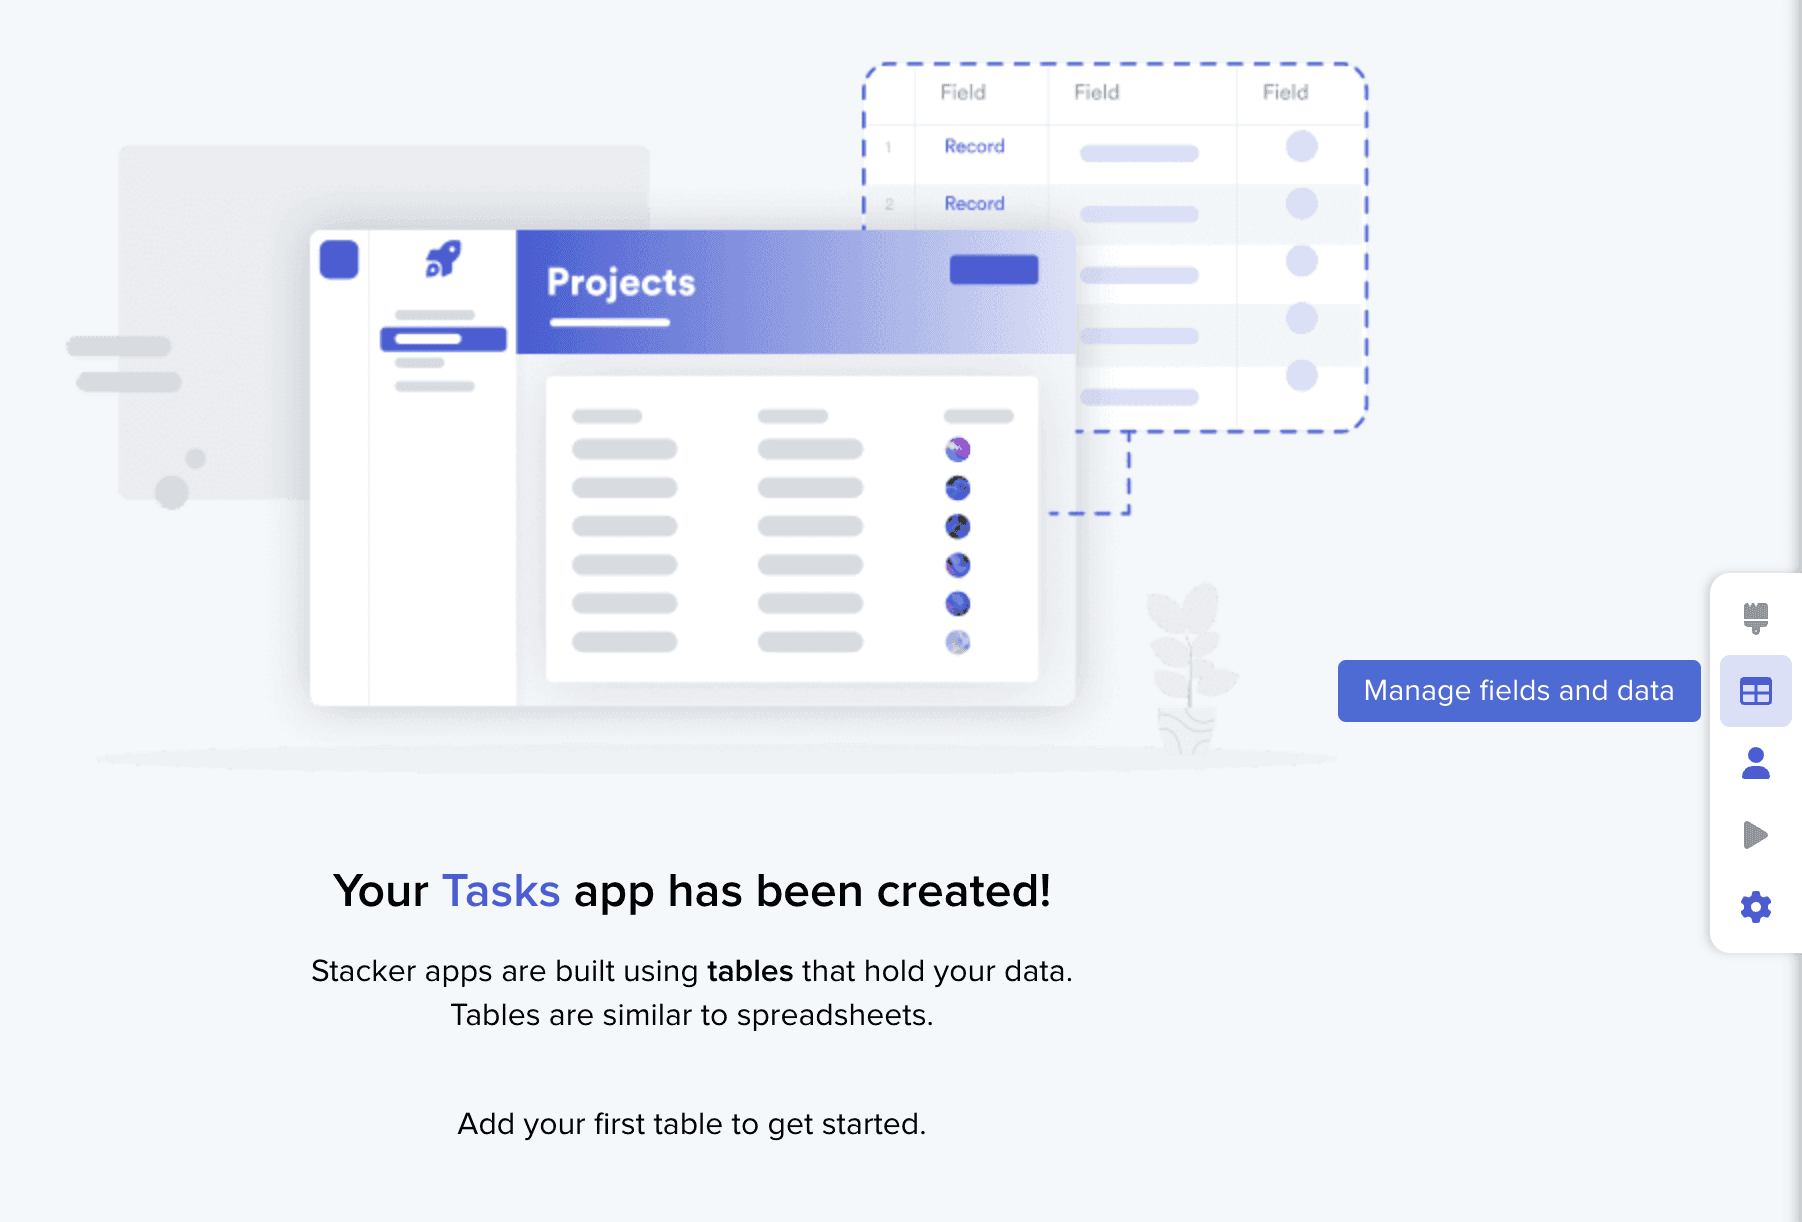 Field Field Field
1 Record
2 Record
Projects
Manage fields and data
Your Tasks app has been created!
Stacker apps are built using tables that hold your data.
Tables are similar to spreadsheets.
Add your first table to get started.